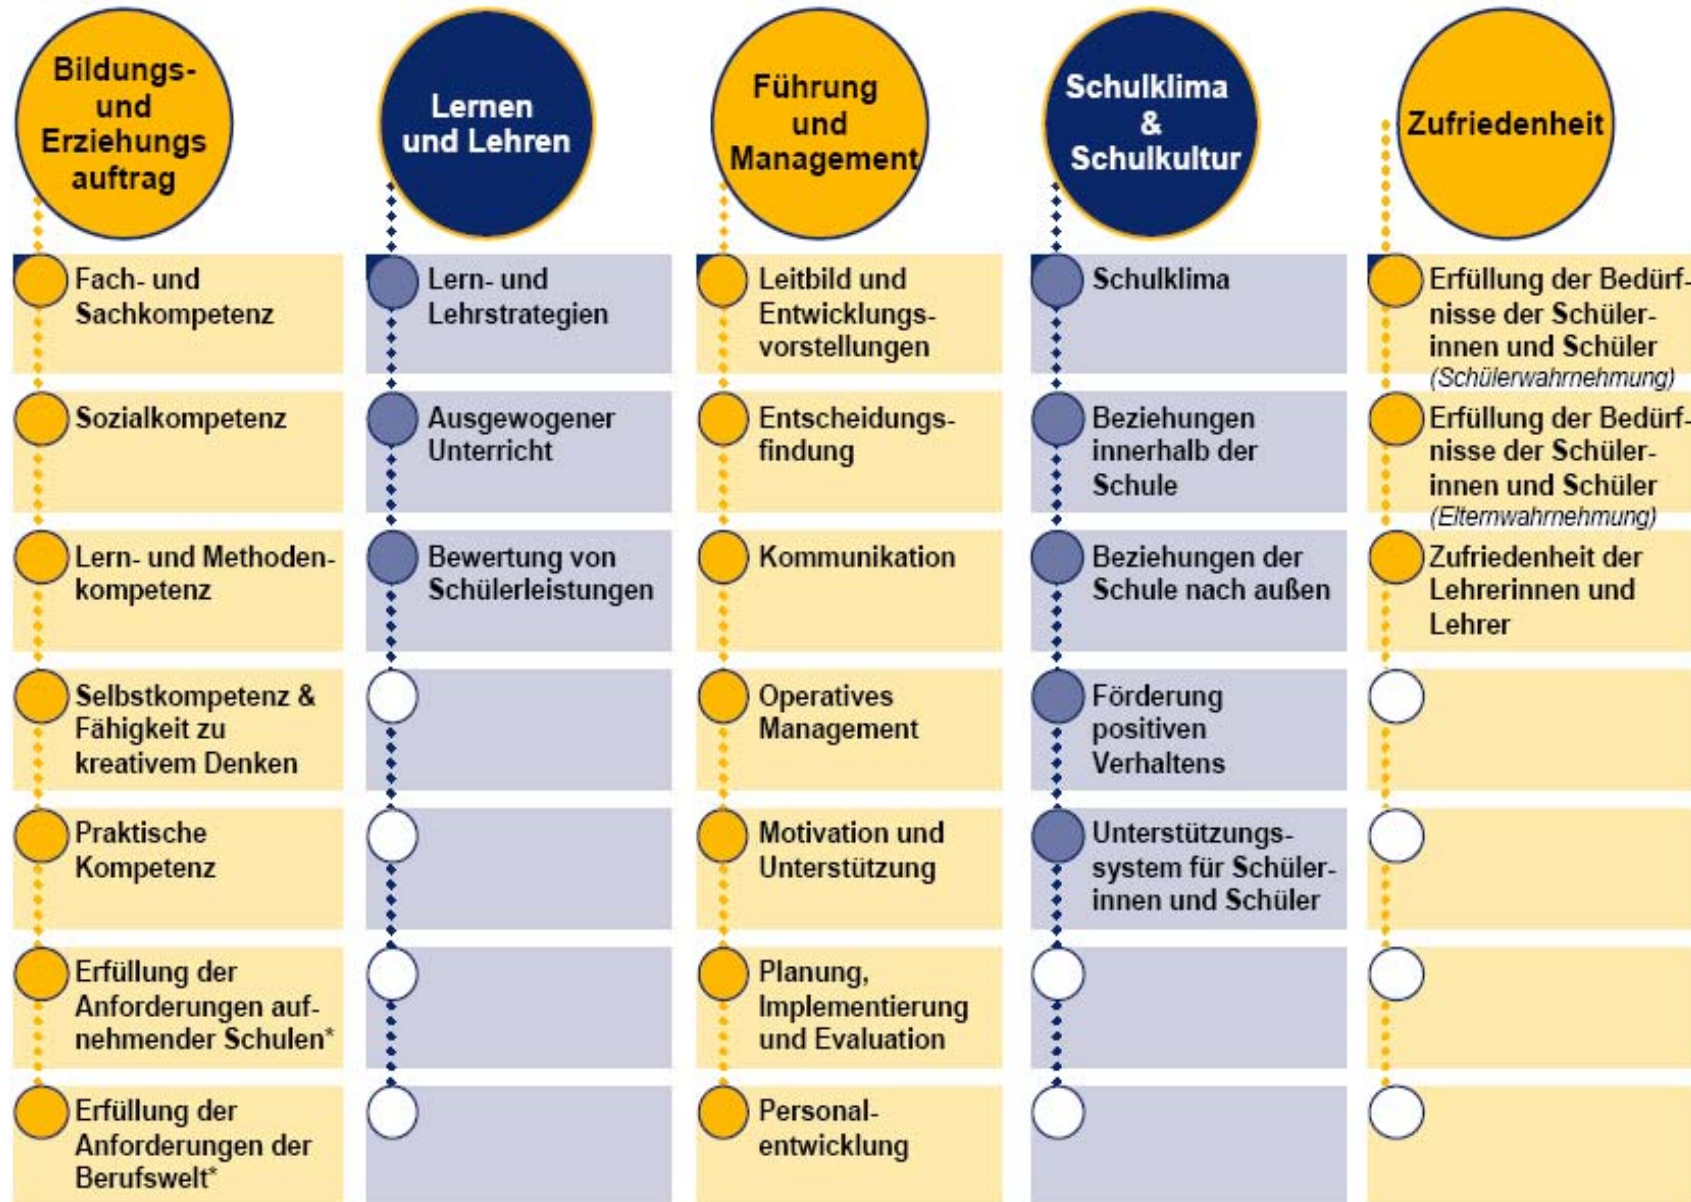 Bildungs-
und
Erziehungs
auftrag
Fach- und
Sachkompetenz
Sozialkompetenz
Lern- und Methoden-
kompetenz
Selbstkompetenz &
Fähigkeit zu
kreativem Denken
Praktische
Kompetenz
Erfüllung der
Anforderungen auf-
nehmender Schulen*
Erfüllung der
Anforderungen der
Berufswelt*
Lernen
und Lehren
Lern- und
Lehrstrategien
Ausgewogener
Unterricht
Bewertung von
Schülerleistungen
Führung
und
Management
Leitbild und
Entwicklungs-
vorstellungen
Entscheidungs-
findung
Kommunikation
Operatives
Management
Motivation und
Unterstützung
Planung,
Implementierung
und Evaluation
Personal-
entwicklung
Schulklima
&
Schulkultur
Schulklima
Beziehungen
innerhalb der
Schule
Beziehungen der
Schule nach außen
Förderung
positiven
Verhaltens
Unterstützungs-
system für Schüler-
innen und Schüler
Zufriedenheit
Erfüllung der Bedürf-
nisse der Schüler-
innen und Schüler
(Schülerwahrnehmung)
Erfüllung der Bedürf-
nisse der Schüler-
innen und Schüler
(Elternwahrnehmung)
Zufriedenheit der
Lehrerinnen und
Lehrer